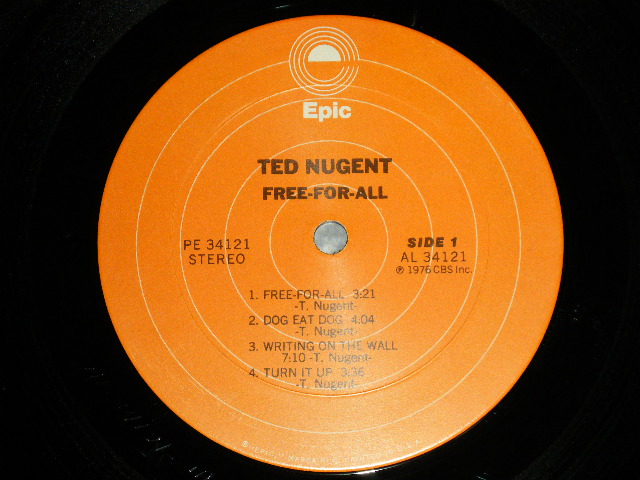 Epic
TED NUGENT
FREE-FOR-ALL
PE 34121
STEREO
SIDE 1
AL 34121
℗ 1976 CBS Inc.
1. FREE-FOR-ALL 3:21
-T. Nugent-
2. DOG EAT DOG 4:04
-T. Nugent-
3. WRITING ON THE WALL
7:10 -T. Nugent-
4. TURN IT UP 3:36
-T. Nugent-